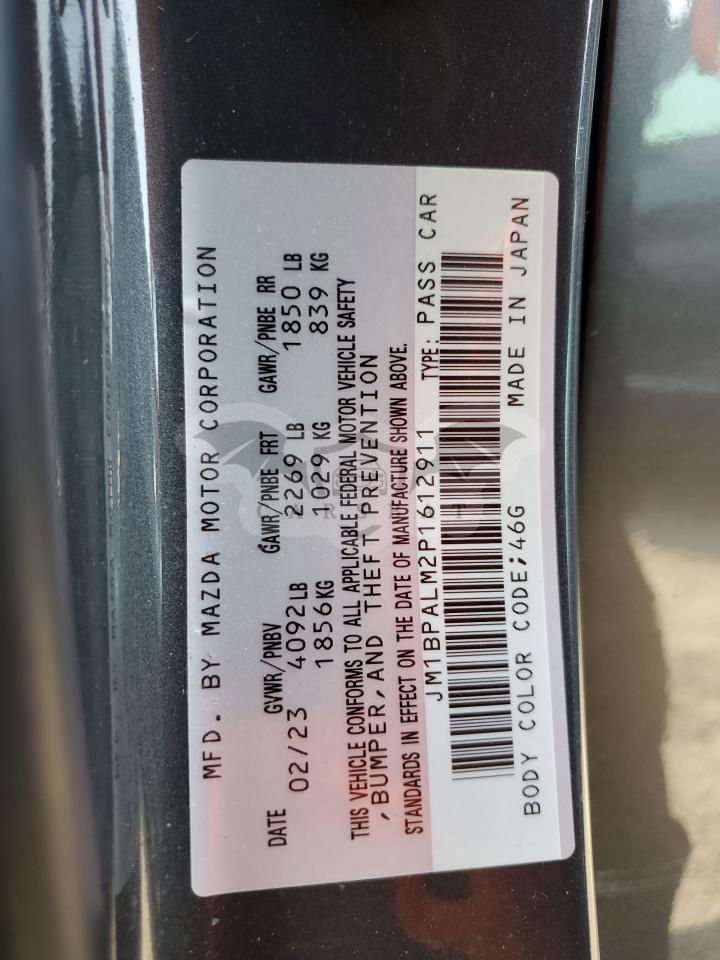 MFD. BY MAZDA MOTOR CORPORATION
DATE GVWR/PNBV GAWR/PNBE FRT GAWR/PNBE RR
02/23 4092LB 2269 LB 1850 LB
1856KG 1029 KG 839 KG
THIS VEHICLE CONFORMS TO ALL APPLICABLE FEDERAL MOTOR VEHICLE SAFETY
,BUMPER,AND THEFT PREVENTION
STANDARDS IN EFFECT ON THE DATE OF MANUFACTURE SHOWN ABOVE.
JM1BPALM2P1612911 TYPE: PASS CAR
BODY COLOR CODE;46G MADE IN JAPAN